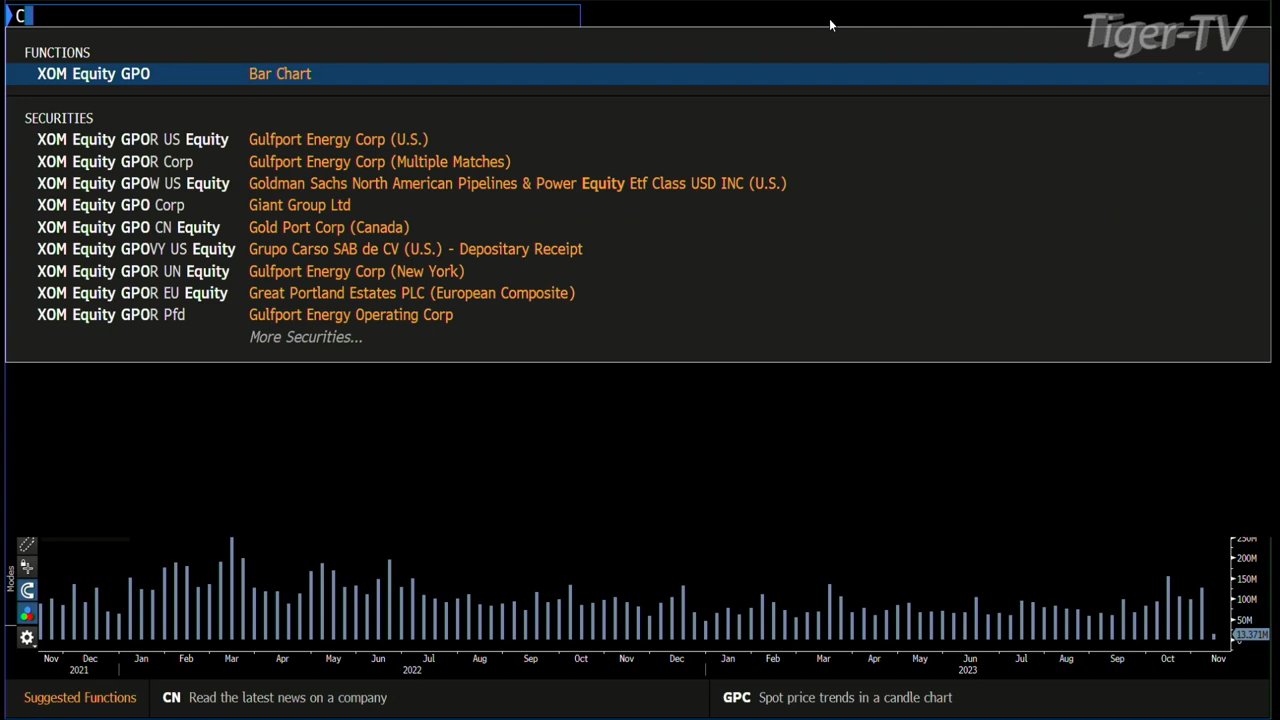 C
Tiger-TV
FUNCTIONS
XOM Equity GPO Bar Chart
SECURITIES
XOM Equity GPOR US Equity Gulfport Energy Corp (U.S.)
XOM Equity GPOR Corp Gulfport Energy Corp (Multiple Matches)
XOM Equity GPOW US Equity Goldman Sachs North American Pipelines & Power Equity Etf Class USD INC (U.S.)
XOM Equity GPO Corp Giant Group Ltd
XOM Equity GPO CN Equity Gold Port Corp (Canada)
XOM Equity GPOVY US Equity Grupo Carso SAB de CV (U.S.) - Depositary Receipt
XOM Equity GPOR UN Equity Gulfport Energy Corp (New York)
XOM Equity GPOR EU Equity Great Portland Estates PLC (European Composite)
XOM Equity GPOR Pfd Gulfport Energy Operating Corp
More Securities...
Modes
250M
200M
150M
100M
50M
13.371M
0
Nov Dec Jan Feb Mar Apr May Jun Jul Aug Sep Oct Nov Dec Jan Feb Mar Apr May Jun Jul Aug Sep Oct Nov
2021 2022 2023
Suggested Functions CN Read the latest news on a company GPC Spot price trends in a candle chart